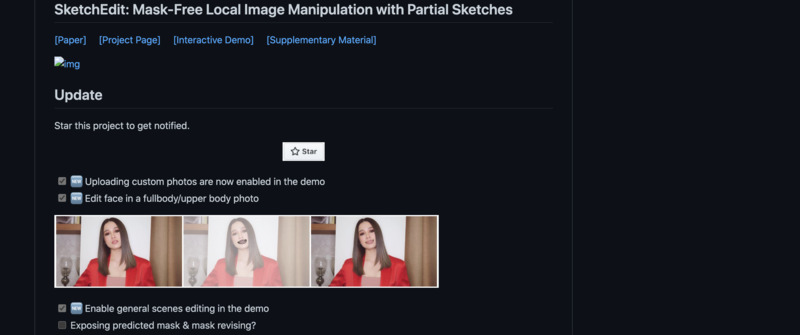 SketchEdit: Mask-Free Local Image Manipulation with Partial Sketches
[Paper] [Project Page] [Interactive Demo] [Supplementary Material]
img
Update
Star this project to get notified.
Star
NEW Uploading custom photos are now enabled in the demo
NEW Edit face in a fullbody/upper body photo
NEW Enable general scenes editing in the demo
Exposing predicted mask & mask revising?